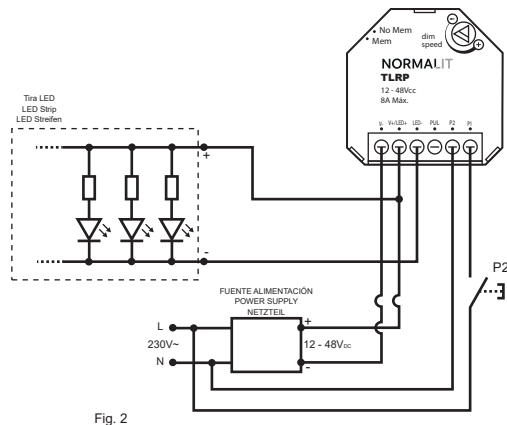 No Mem
Mem
dim
speed
-
+
NORMALIT
TLRP
12 - 48Vcc
8A Máx.
V- V+/LED+ LED- PUL P2 P1
Tira LED
LED Strip
LED Streifen
+
-
P2
FUENTE ALIMENTACIÓN
POWER SUPPLY
NETZTEIL
L
230V~
N
+
12 - 48VDC
-
Fig. 2